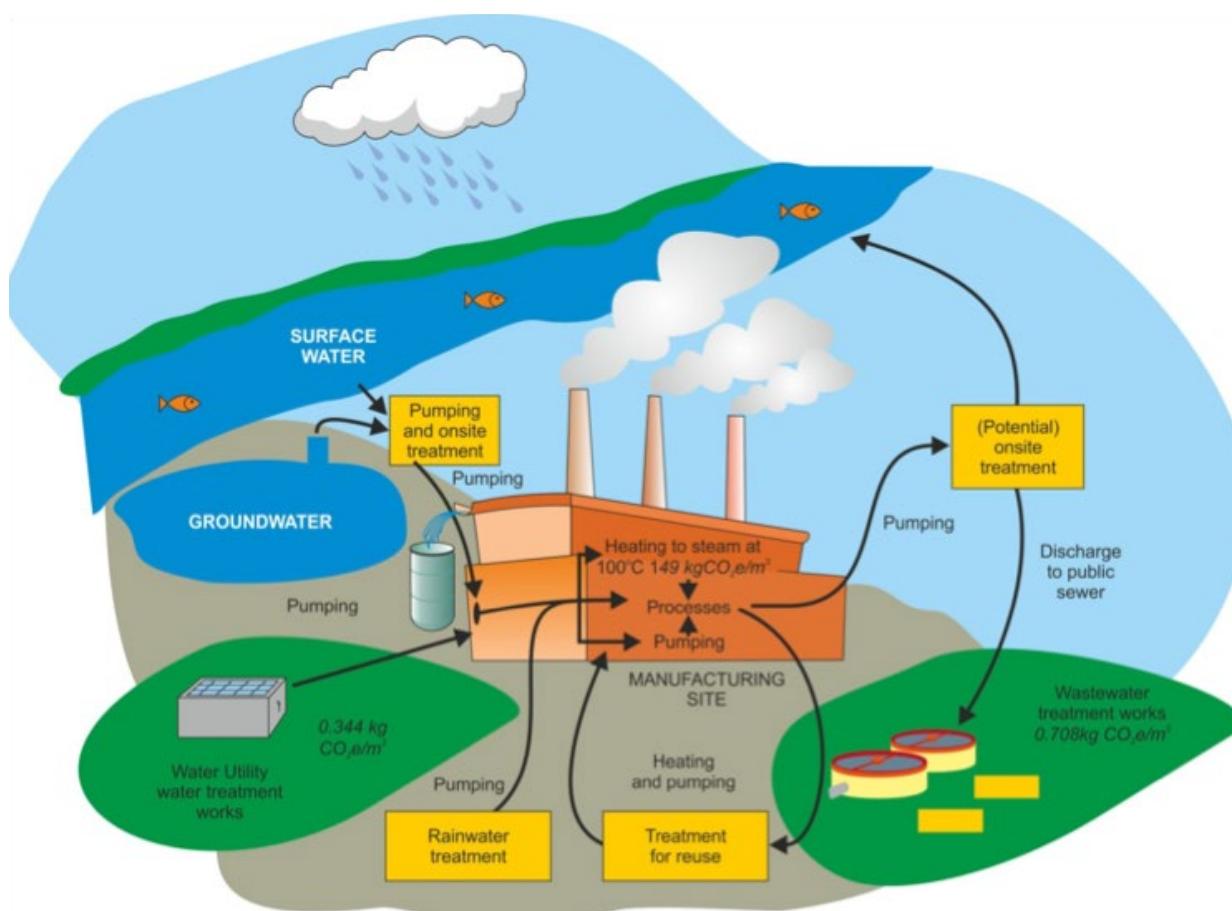 SURFACE
WATER
Pumping
and onsite
treatment
Pumping
GROUNDWATER
Pumping
Heating to steam at
100°C 149 kgCO₂e/m³
Processes
Pumping
MANUFACTURING
SITE
(Potential)
onsite
treatment
Pumping
Discharge
to public
sewer
0.344 kg
CO₂e/m³
Water Utility
water treatment
works
Pumping
Rainwater
treatment
Heating
and pumping
Treatment
for reuse
Wastewater
treatment works
0.708kg CO₂e/m³